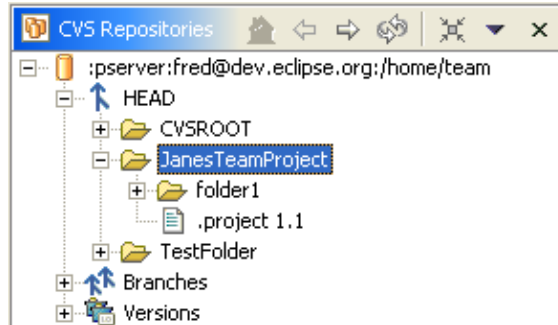 CVS Repositories
:pserver:fred@dev.eclipse.org:/home/team
HEAD
CVSROOT
JanesTeamProject
folder1
.project 1.1
TestFolder
Branches
Versions